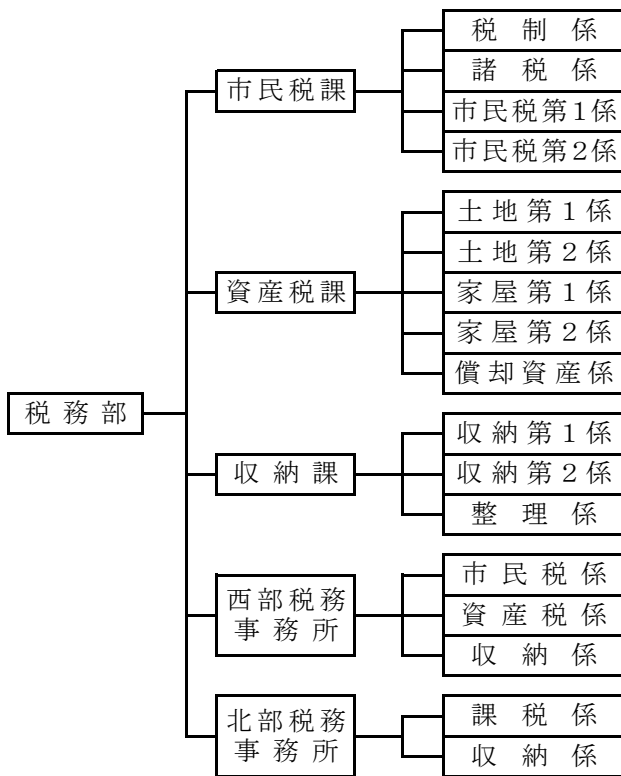 税務部
市民税課
税制係
諸税係
市民税第1係
市民税第2係
資産税課
土地第1係
土地第2係
家屋第1係
家屋第2係
償却資産係
収納課
収納第1係
収納第2係
整理係
西部税務
事務所
市民税係
資産税係
収納係
北部税務
事務所
課税係
収納係